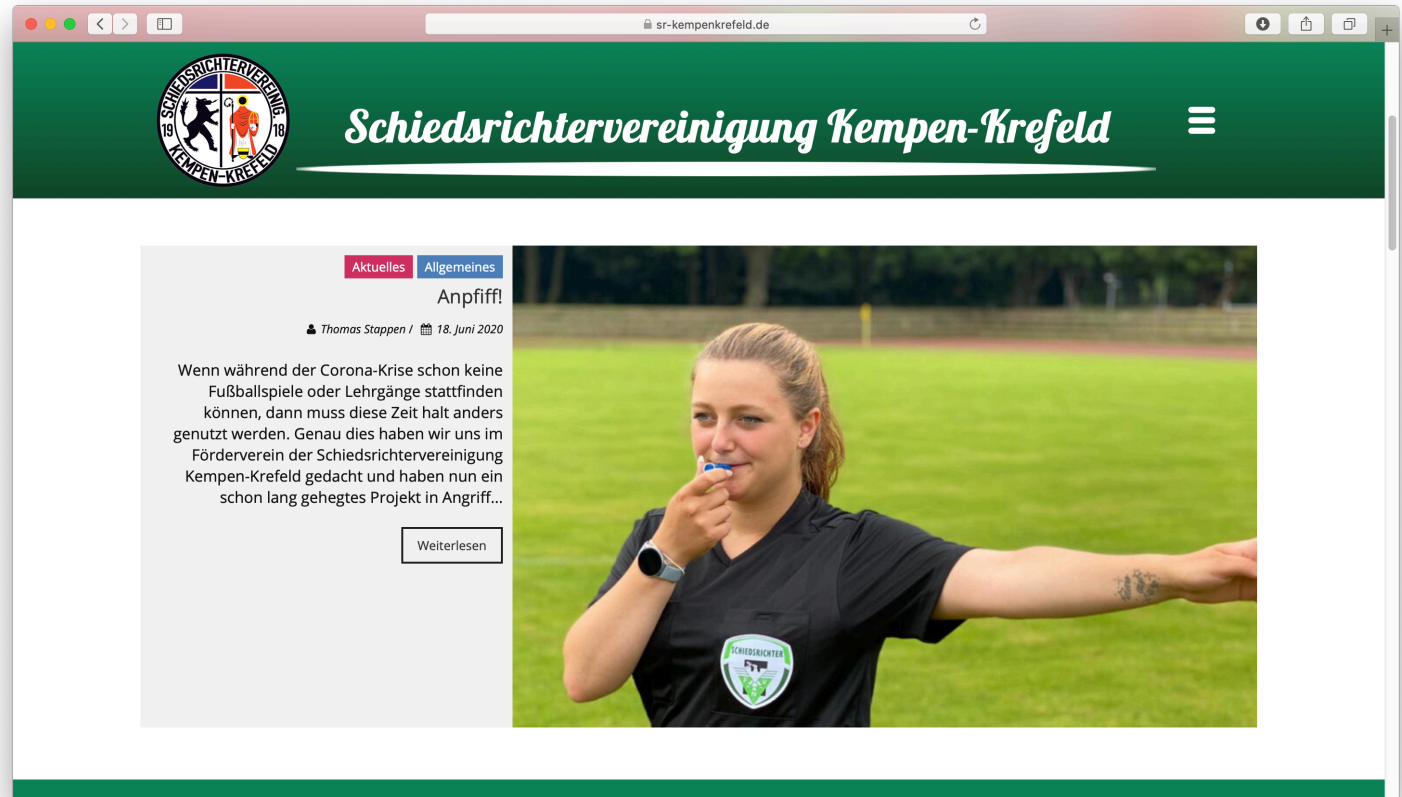 sr-kempenkrefeld.de
SCHIEDSRICHTERVEREINIG.
19 18
KEMPEN-KREFELD
Schiedsrichtervereinigung Kempen-Krefeld
Aktuelles Allgemeines
Anpfiff!
Thomas Stappen / 18. Juni 2020
Wenn während der Corona-Krise schon keine
Fußballspiele oder Lehrgänge stattfinden
können, dann muss diese Zeit halt anders
genutzt werden. Genau dies haben wir uns im
Förderverein der Schiedsrichtervereinigung
Kempen-Krefeld gedacht und haben nun ein
schon lang gehegtes Projekt in Angriff...
Weiterlesen
SCHIEDSRICHTER